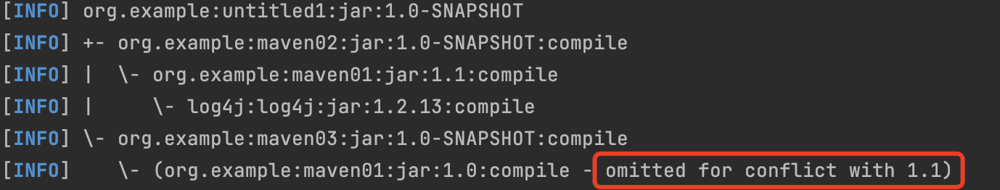 [INFO] org.example:untitled1:jar:1.0-SNAPSHOT
[INFO] +- org.example:maven02:jar:1.0-SNAPSHOT:compile
[INFO] |  \- org.example:maven01:jar:1.1:compile
[INFO] |     \- log4j:log4j:jar:1.2.13:compile
[INFO] \- org.example:maven03:jar:1.0-SNAPSHOT:compile
[INFO]    \- (org.example:maven01:jar:1.0:compile - omitted for conflict with 1.1)